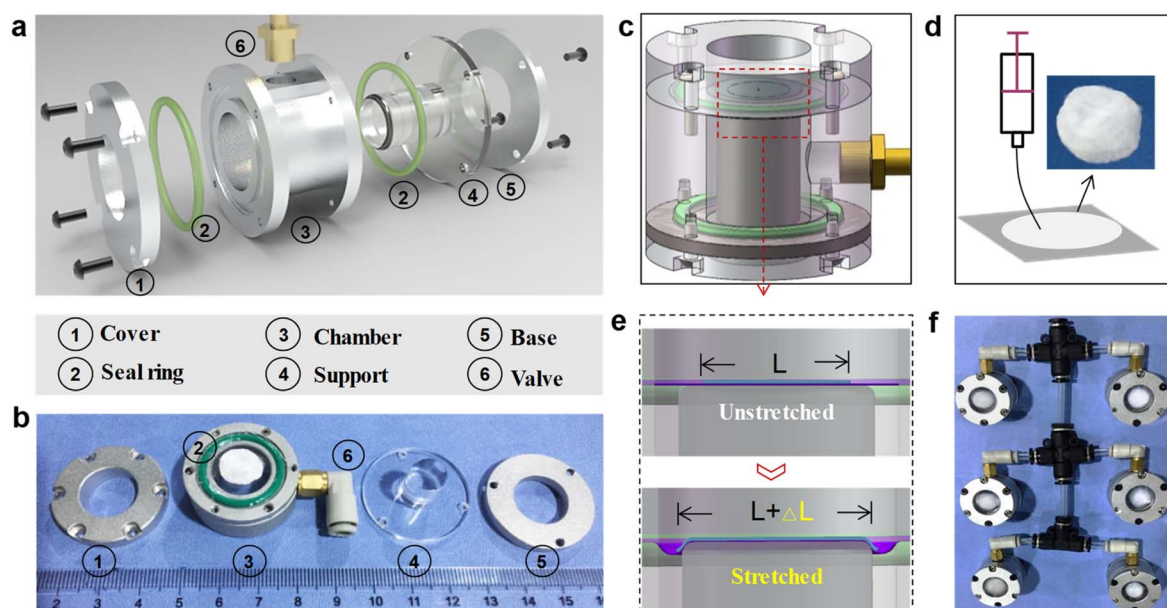 a
6
2
3
2
4
5
1
1 Cover
3 Chamber
5 Base
2 Seal ring
4 Support
6 Valve
b
2
6
1
3
4
5
2 3 4 5 6 7 8 9 10 11 12 13 14 15 16
c
d
e
L
Unstretched
L+△L
Stretched
f